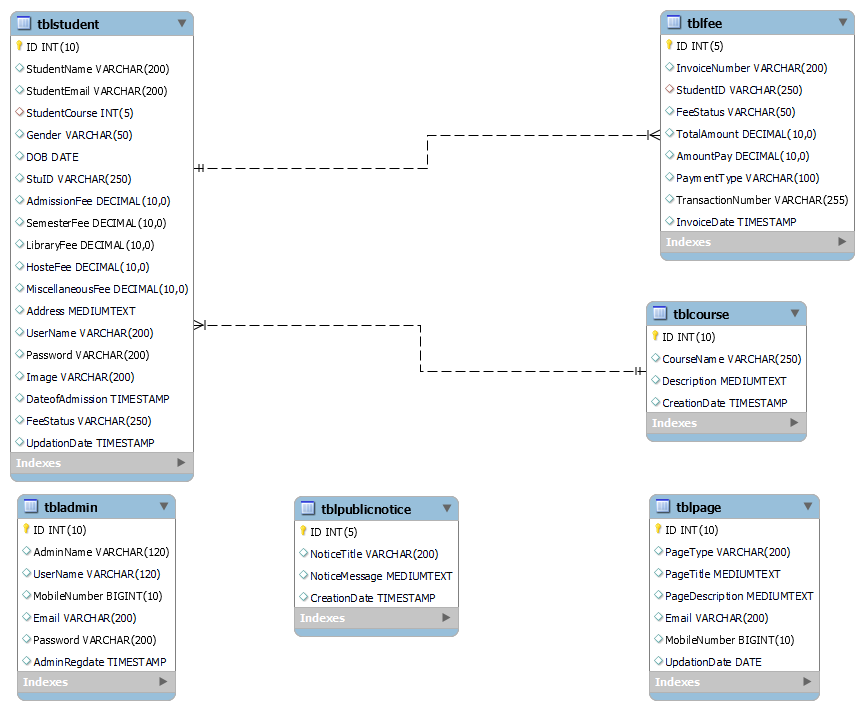 tblstudent
ID INT(10)
StudentName VARCHAR(200)
StudentEmail VARCHAR(200)
StudentCourse INT(5)
Gender VARCHAR(50)
DOB DATE
StuID VARCHAR(250)
AdmissionFee DECIMAL(10,0)
SemesterFee DECIMAL(10,0)
LibraryFee DECIMAL(10,0)
HosteFee DECIMAL(10,0)
MiscellaneousFee DECIMAL(10,0)
Address MEDIUMTEXT
UserName VARCHAR(200)
Password VARCHAR(200)
Image VARCHAR(200)
DateofAdmission TIMESTAMP
FeeStatus VARCHAR(250)
UpdationDate TIMESTAMP
Indexes
tblfee
ID INT(5)
InvoiceNumber VARCHAR(200)
StudentID VARCHAR(250)
FeeStatus VARCHAR(50)
TotalAmount DECIMAL(10,0)
AmountPay DECIMAL(10,0)
PaymentType VARCHAR(100)
TransactionNumber VARCHAR(255)
InvoiceDate TIMESTAMP
Indexes
tblcourse
ID INT(10)
CourseName VARCHAR(250)
Description MEDIUMTEXT
CreationDate TIMESTAMP
Indexes
tbladmin
ID INT(10)
AdminName VARCHAR(120)
UserName VARCHAR(120)
MobileNumber BIGINT(10)
Email VARCHAR(200)
Password VARCHAR(200)
AdminRegdate TIMESTAMP
Indexes
tblpublicnotice
ID INT(5)
NoticeTitle VARCHAR(200)
NoticeMessage MEDIUMTEXT
CreationDate TIMESTAMP
Indexes
tblpage
ID INT(10)
PageType VARCHAR(200)
PageTitle MEDIUMTEXT
PageDescription MEDIUMTEXT
Email VARCHAR(200)
MobileNumber BIGINT(10)
UpdationDate DATE
Indexes